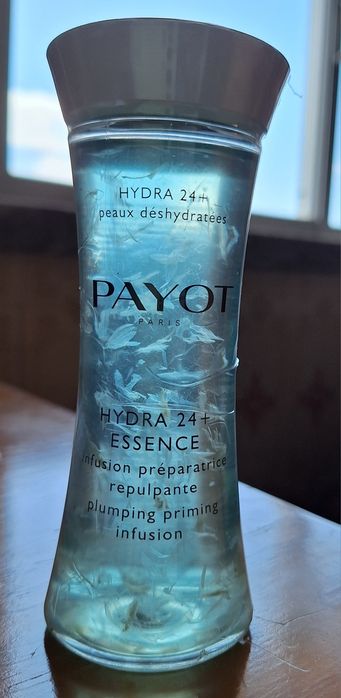 HYDRA 24+
peaux déshydratées
PAYOT
PARIS
HYDRA 24+
ESSENCE
infusion préparatrice
repulpante
plumping priming
infusion